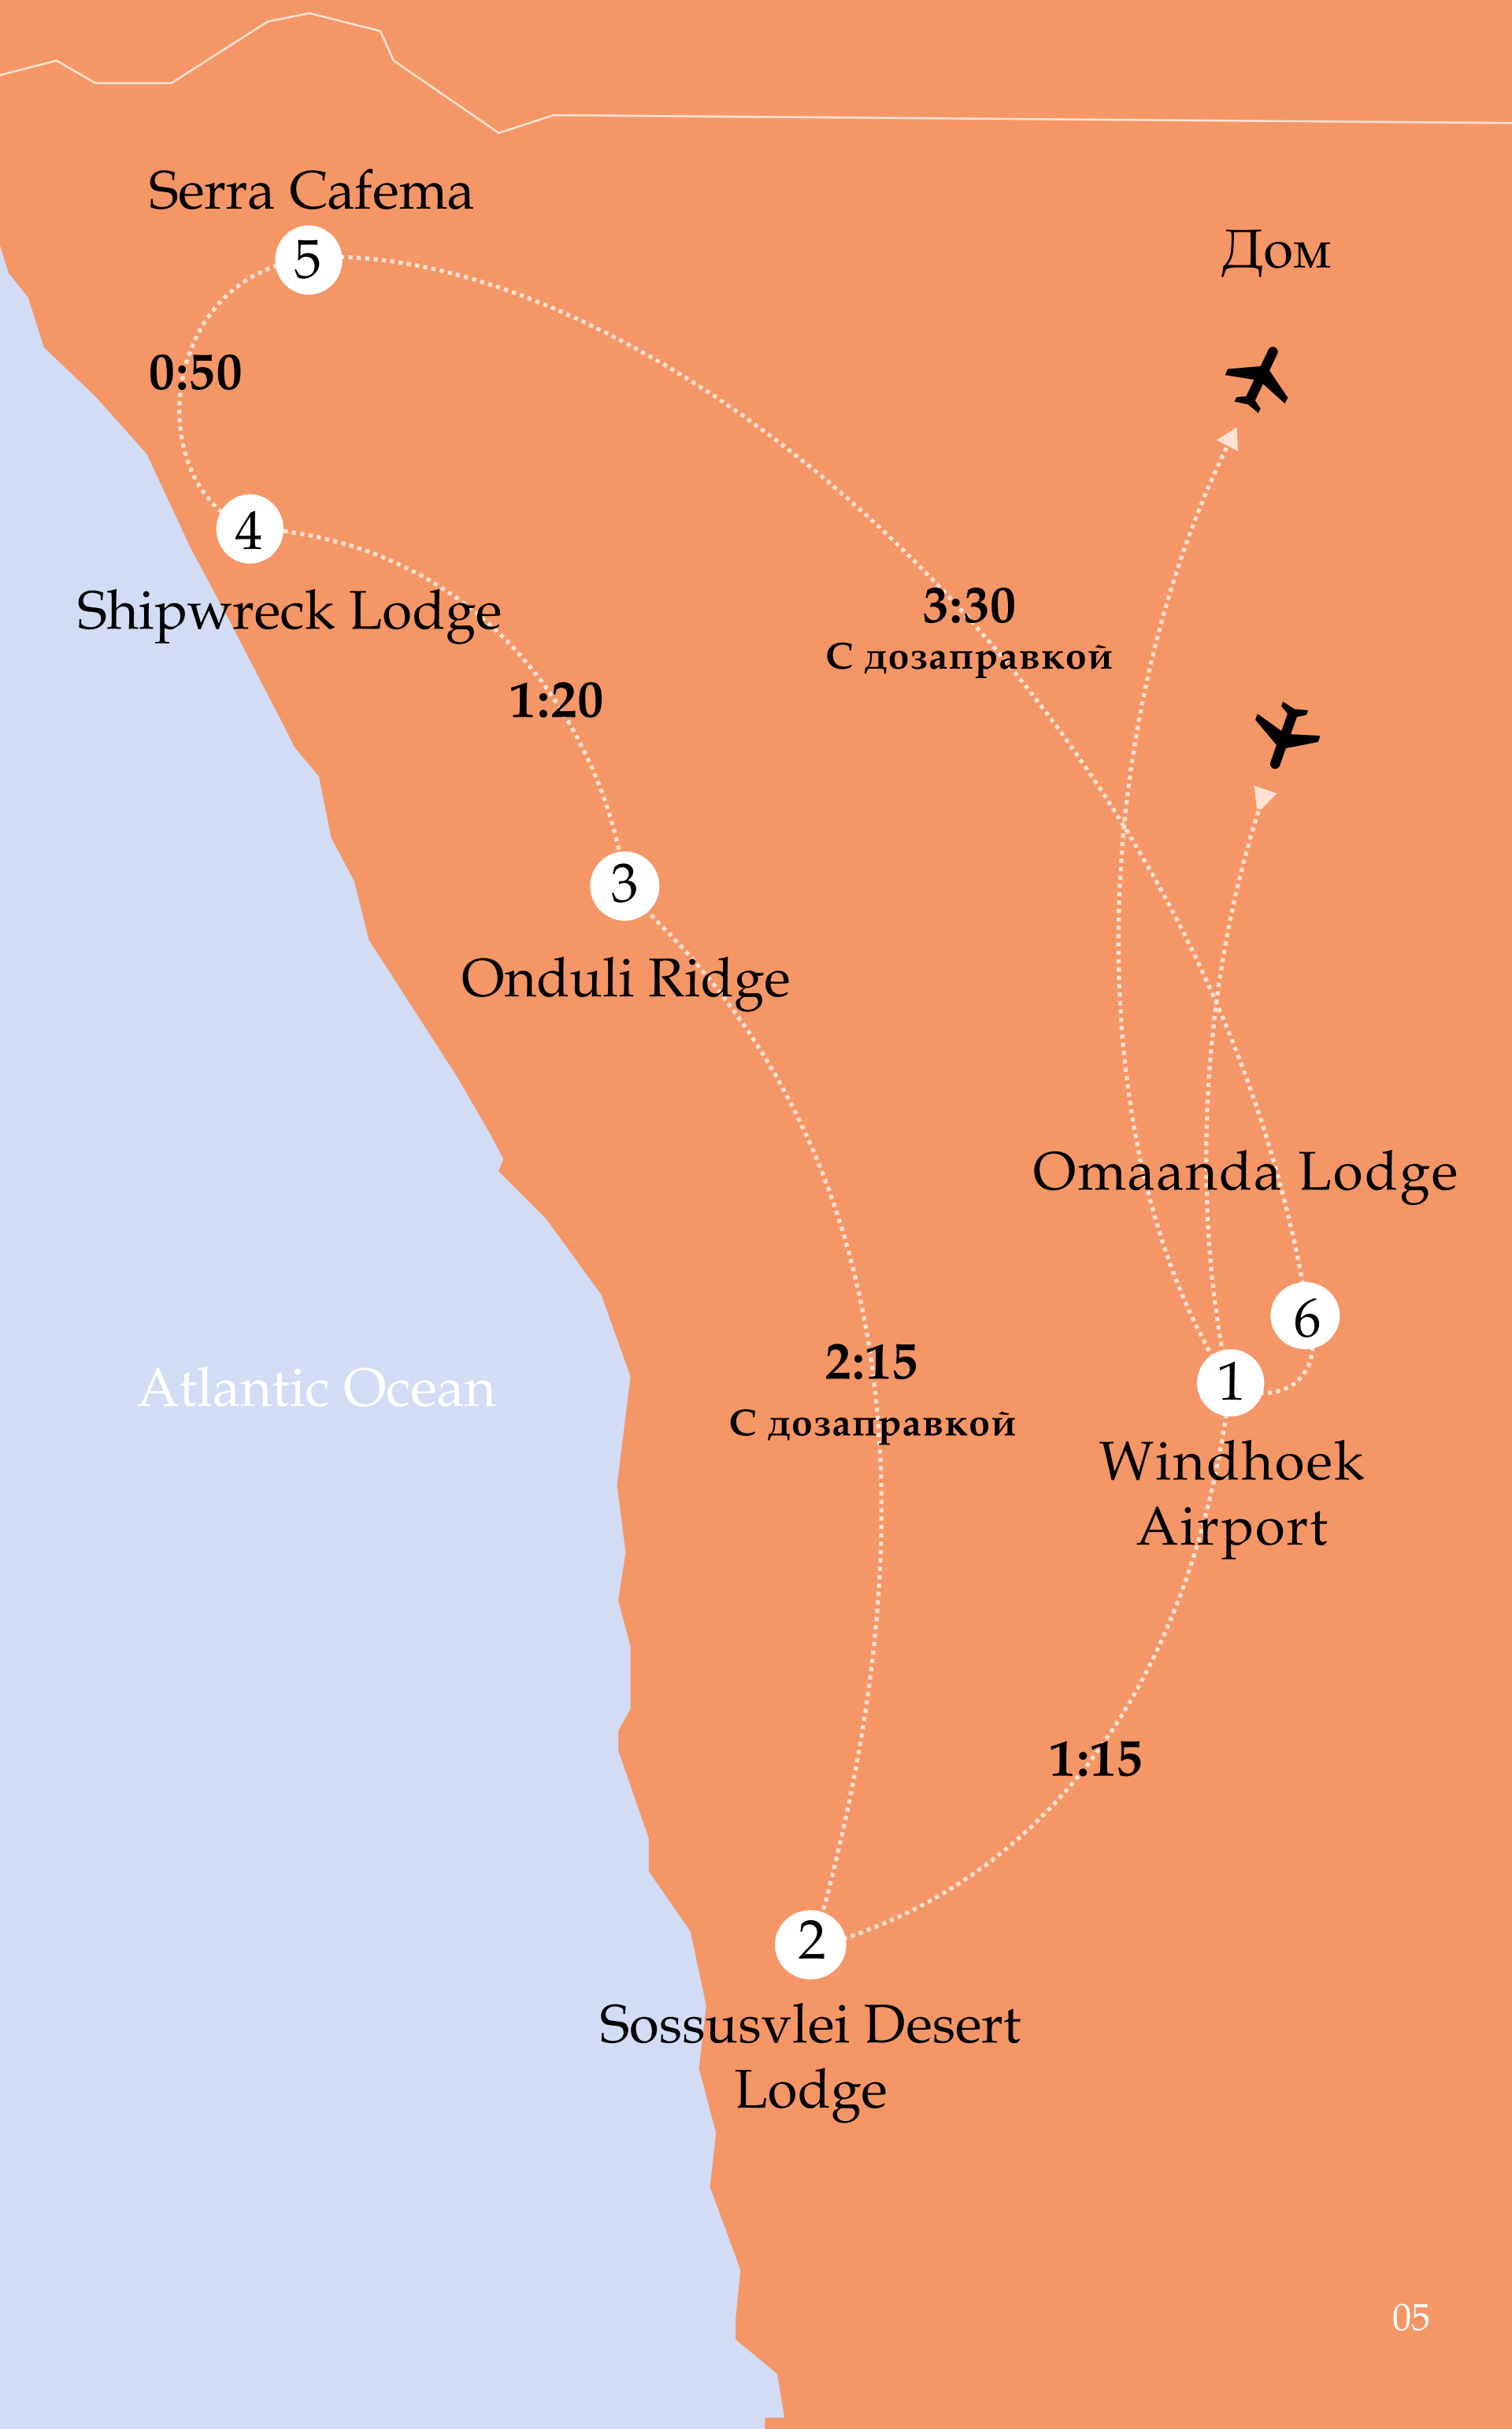 Serra Cafema
5
Дом
0:50
4
Shipwreck Lodge
3:30
С дозаправкой
1:20
3
Onduli Ridge
Omaanda Lodge
6
1
2:15
С дозаправкой
Atlantic Ocean
Windhoek
Airport
1:15
2
Sossusvlei Desert
Lodge
05